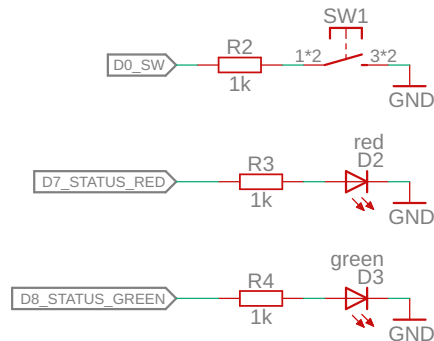 SW1
D0_SW
R2
1k
1*2
3*2
GND
D7_STATUS_RED
R3
1k
red
D2
GND
D8_STATUS_GREEN
R4
1k
green
D3
GND